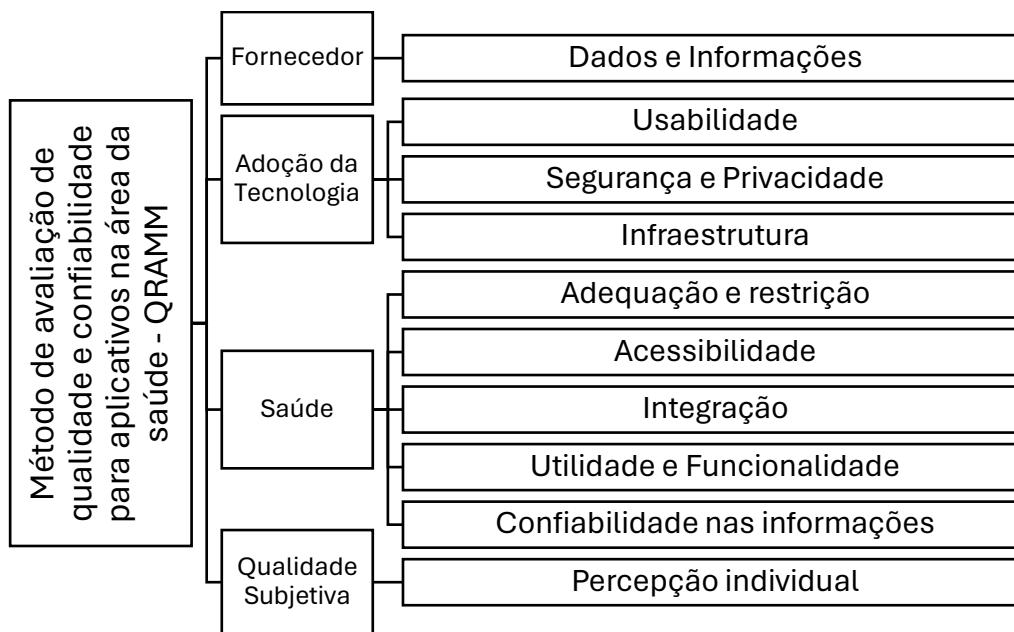 Método de avaliação de
qualidade e confiabilidade
para aplicativos na área da
saúde - QRAMM
Fornecedor
Dados e Informações
Adoção da
Tecnologia
Usabilidade
Segurança e Privacidade
Infraestrutura
Saúde
Adequação e restrição
Acessibilidade
Integração
Utilidade e Funcionalidade
Confiabilidade nas informações
Qualidade
Subjetiva
Percepção individual